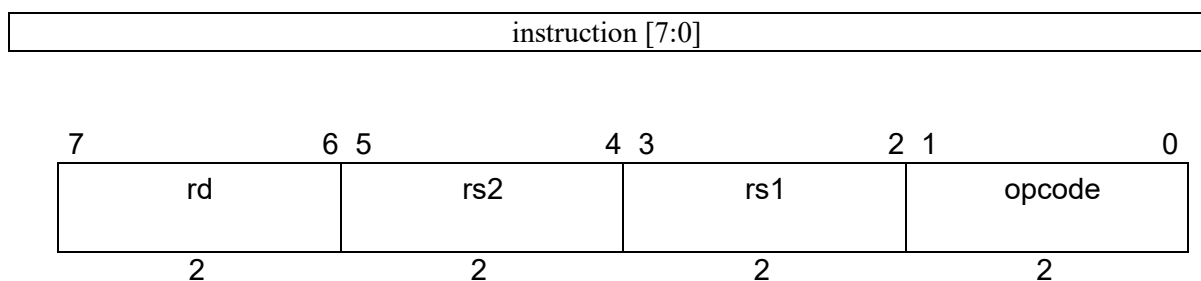 instruction [7:0]
7 6 5 4 3 2 1 0
rd rs2 rs1 opcode
2 2 2 2